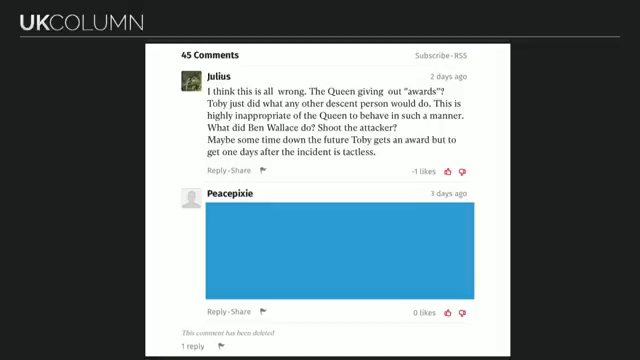 UKCOLUMN
45 Comments
Subscribe · RSS
Julius
2 days ago
I think this is all wrong. The Queen giving out "awards"?
Toby just did what any other descent person would do. This is
highly inappropriate of the Queen to behave in such a manner.
What did Ben Wallace do? Shoot the attacker?
Maybe some time down the future Toby gets an award but to
get one days after the incident is tactless.
Reply · Share
-1 likes
Peacepixie
3 days ago
Reply · Share
0 likes
This comment has been deleted
1 reply